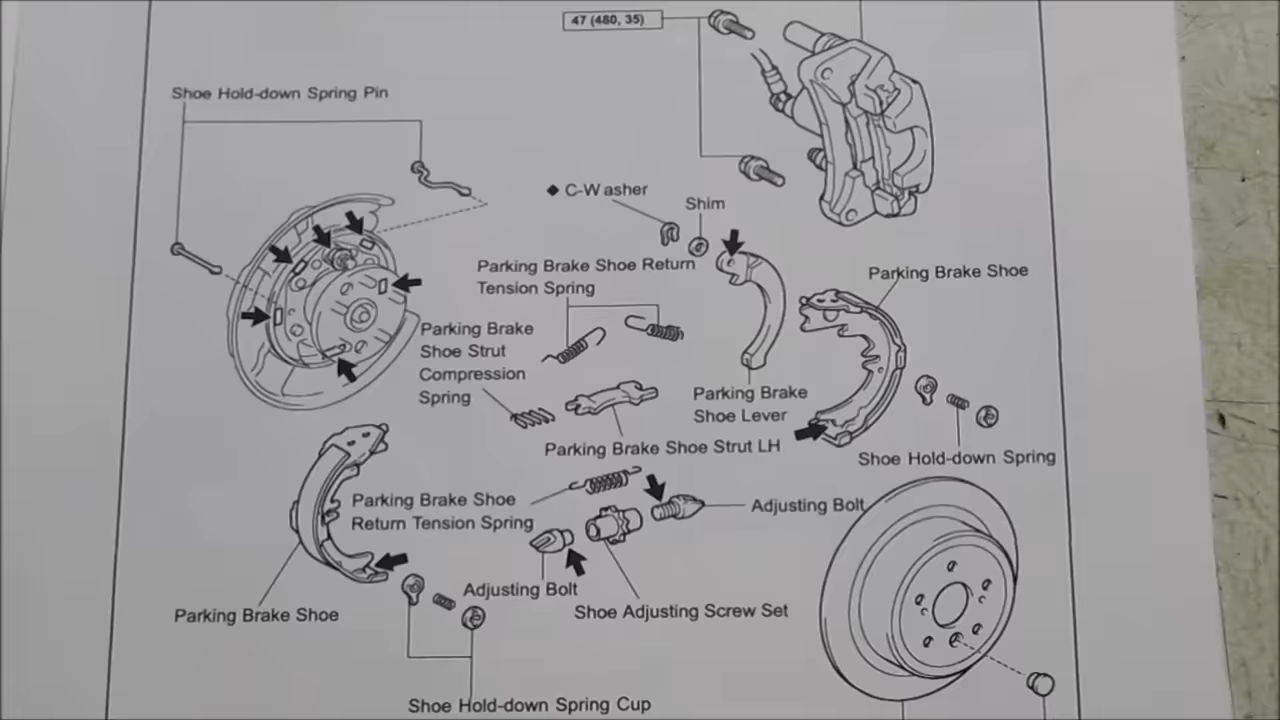 47 (480, 35)
Shoe Hold-down Spring Pin
◆ C-Washer
Shim
Parking Brake Shoe Return
Tension Spring
Parking Brake Shoe
Parking Brake
Shoe Strut
Compression
Spring
Parking Brake
Shoe Lever
Parking Brake Shoe Strut LH
Shoe Hold-down Spring
Parking Brake Shoe
Return Tension Spring
Adjusting Bolt
Adjusting Bolt
Shoe Adjusting Screw Set
Parking Brake Shoe
Shoe Hold-down Spring Cup